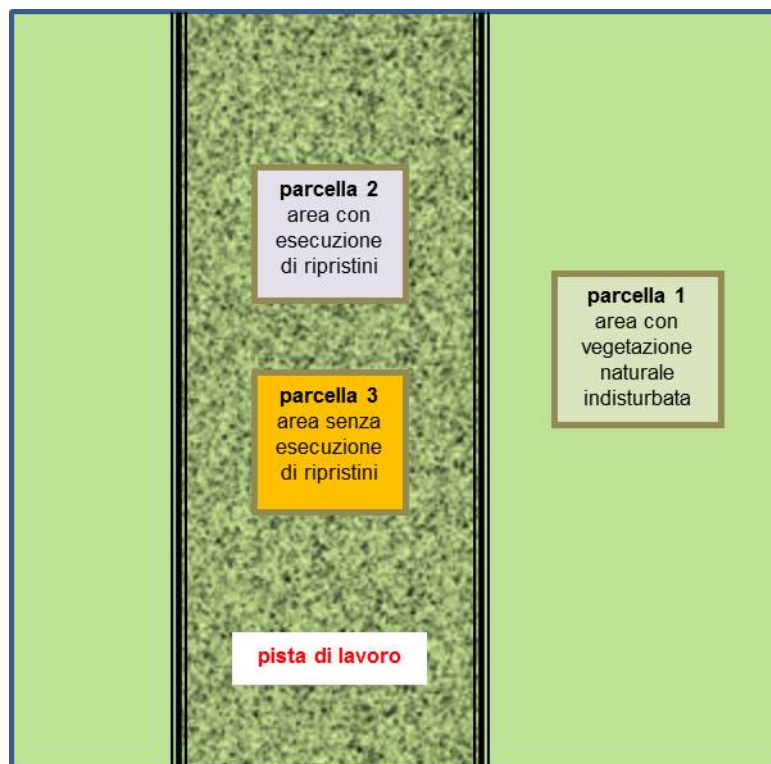 parcella 2
area con
esecuzione
di ripristini
parcella 1
area con
vegetazione
naturale
indisturbata
parcella 3
area senza
esecuzione
di ripristini
pista di lavoro